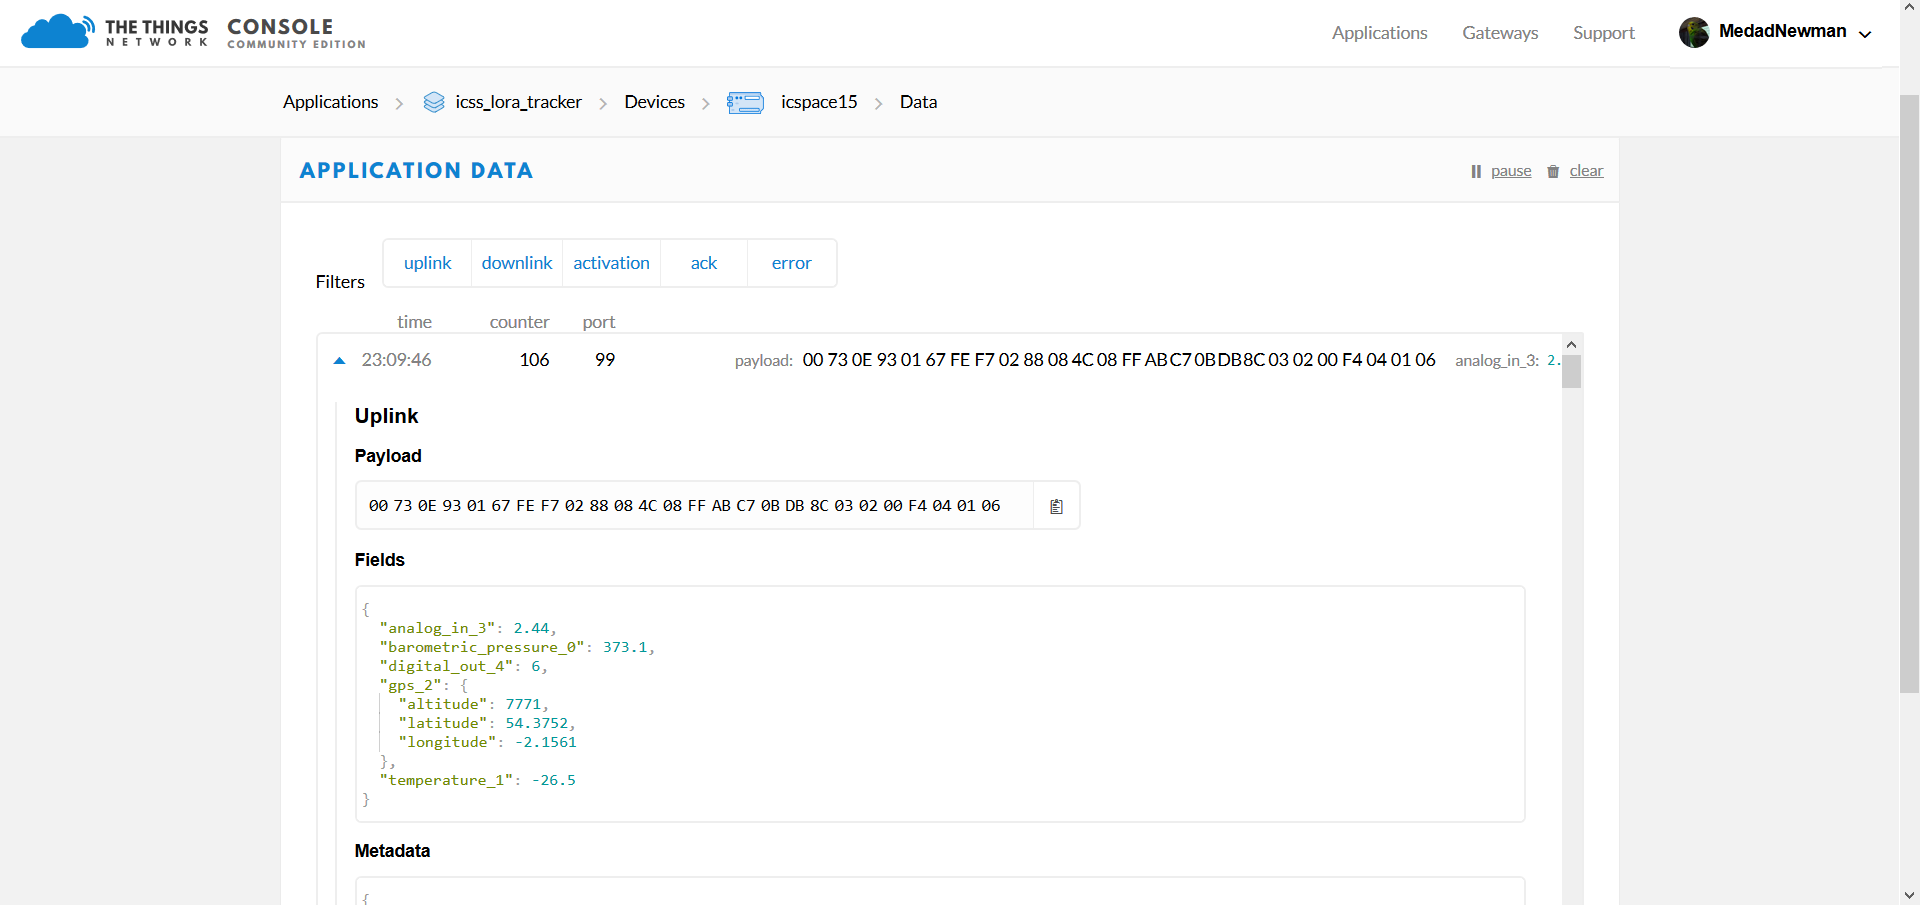 THE THINGS
NETWORK
CONSOLE
COMMUNITY EDITION
Applications Gateways Support MedadNewman
Applications icss_lora_tracker Devices icspace15 Data
APPLICATION DATA
pause clear
Filters uplink downlink activation ack error
time counter port
23:09:46 106 99 payload: 00 73 0E 93 01 67 FE F7 02 88 08 4C 08 FF AB C7 0B DB 8C 03 02 00 F4 04 01 06 analog_in_3: 2.
Uplink
Payload
00 73 0E 93 01 67 FE F7 02 88 08 4C 08 FF AB C7 0B DB 8C 03 02 00 F4 04 01 06
Fields
{
"analog_in_3": 2.44,
"barometric_pressure_0": 373.1,
"digital_out_4": 6,
"gps_2": {
"altitude": 7771,
"latitude": 54.3752,
"longitude": -2.1561
},
"temperature_1": -26.5
}
Metadata
{